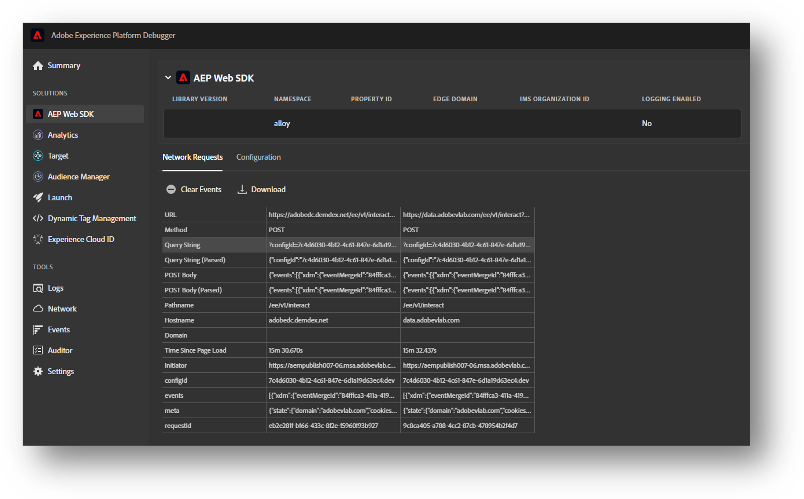 Adobe Experience Platform Debugger
Summary
SOLUTIONS
AEP Web SDK
Analytics
Target
Audience Manager
Launch
Dynamic Tag Management
Experience Cloud ID
TOOLS
Logs
Network
Events
Auditor
Settings
AEP Web SDK
LIBRARY VERSION NAMESPACE PROPERTY ID EDGE DOMAIN IMS ORGANIZATION ID LOGGING ENABLED
alloy No
Network Requests Configuration
Clear Events Download
URL https://adobedc.demdex.net/ee/v1/interact... https://data.adobevlab.com/ee/v1/interact?...
Method POST POST
Query String ?configId=7c4d6030-4b12-4c61-847e-6d1a19... ?configId=7c4d6030-4b12-4c61-847e-6d1a19...
Query String (Parsed) {"configId":"7c4d6030-4b12-4c61-847e-6d1a... {"configId":"7c4d6030-4b12-4c61-847e-6d1a...
POST Body {"events":[{"xdm":{"eventMergeId":"84fffca3... {"events":[{"xdm":{"eventMergeId":"84fffca3...
POST Body (Parsed) {"events":[{"xdm":{"eventMergeId":"84fffca3... {"events":[{"xdm":{"eventMergeId":"84fffca3...
Pathname /ee/v1/interact /ee/v1/interact
Hostname adobedc.demdex.net data.adobevlab.com
Domain
Time Since Page Load 15m 30.670s 15m 32.437s
Initiator https://aempublish007-06.msa.adobevlab.... https://aempublish007-06.msa.adobevlab....
configId 7c4d6030-4b12-4c61-847e-6d1a19d63ec4:dev 7c4d6030-4b12-4c61-847e-6d1a19d63ec4:dev
events [{"xdm":{"eventMergeId":"84fffca3-411a-419... [{"xdm":{"eventMergeId":"84fffca3-411a-419...
meta {"state":{"domain":"adobevlab.com","cookies... {"state":{"domain":"adobevlab.com","cookies...
requestId 9c8ca405-a788-4cc2-87cb-478954b2f4d7